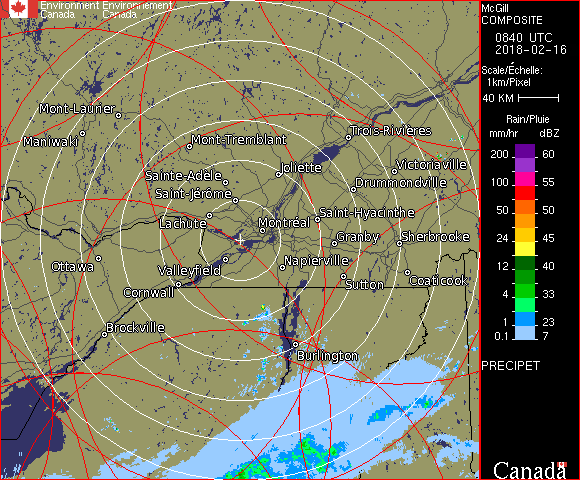 Environment Environnement
Canada Canada
McGill
COMPOSITE
0840 UTC
2018-02-16
Scale/Échelle:
1km/Pixel
40 KM
Rain/Pluie
mm/hr dBZ
200 60
155
100 55
50 50
24 45
12 40
4 33
1 23
0.1 7
PRECIPET
Canada
Mont-Laurier
Maniwaki
Mont-Tremblant
Trois-Rivières
Sainte-Adèle
Joliette
Victoriaville
Saint-Jérôme
Drummondville
Lachute
Montréal
Saint-Hyacinthe
Granby
Sherbrooke
Ottawa
Valleyfield
Napierville
Cornwall
Sutton
Coaticook
Brockville
Burlington